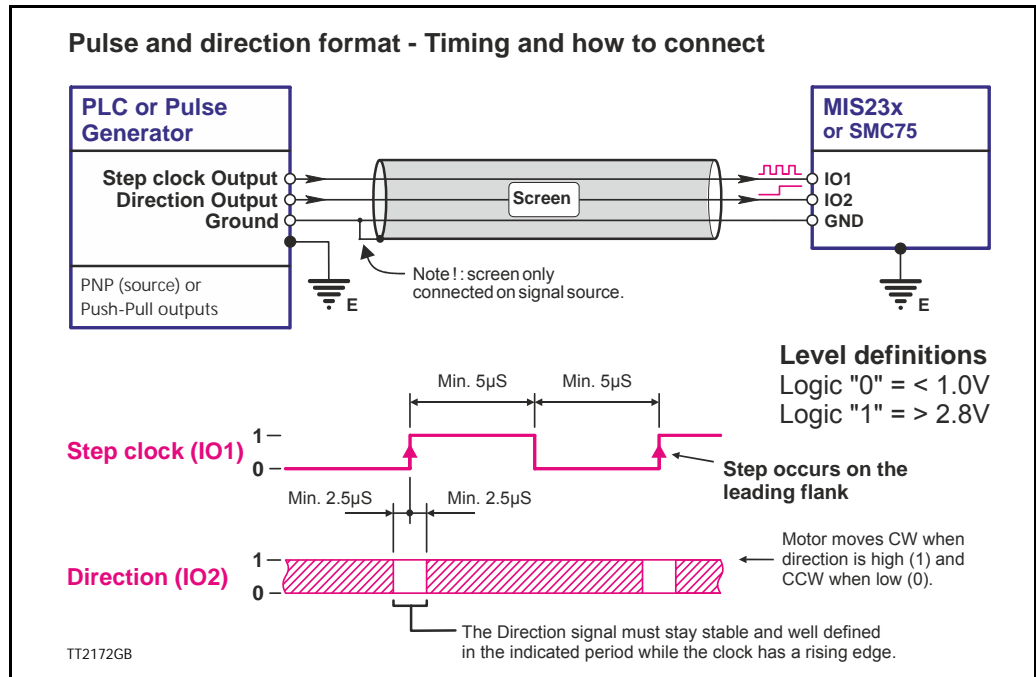 Pulse and direction format - Timing and how to connect
PLC or Pulse
Generator
MIS23x
or SMC75
Step clock Output
Direction Output
Ground
Screen
IO1
IO2
GND
PNP (source) or
Push-Pull outputs
E
Note! : screen only
connected on signal source.
E
Level definitions
Logic "0" = < 1.0V
Logic "1" = > 2.8V
Min. 5µS
Min. 5µS
Step clock (IO1)
1
0
Step occurs on the
leading flank
Min. 2.5µS
Min. 2.5µS
Direction (IO2)
1
0
Motor moves CW when
direction is high (1) and
CCW when low (0).
The Direction signal must stay stable and well defined
in the indicated period while the clock has a rising edge.
TT2172GB